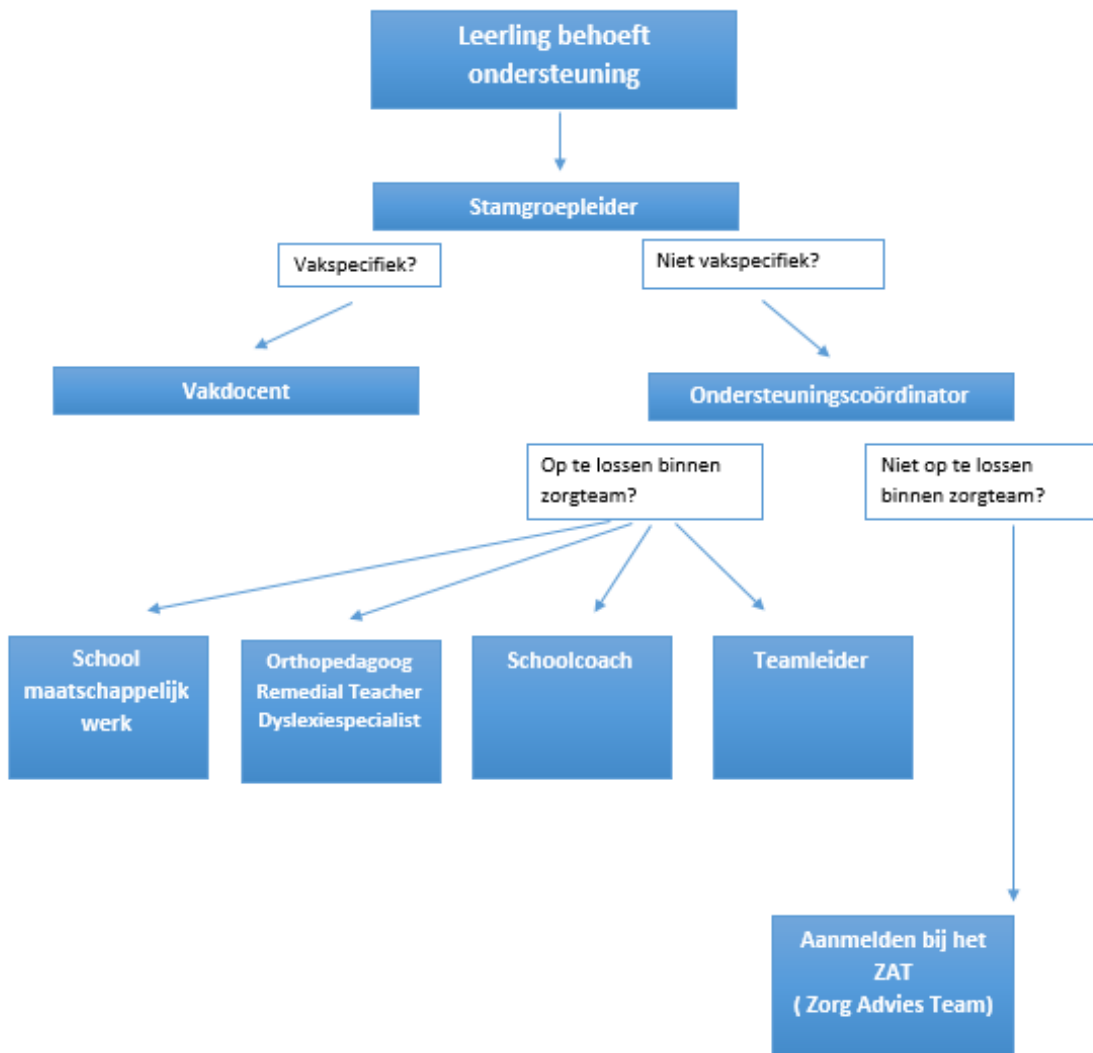 Leerling behoeft
ondersteuning
Stamgroepleider
Vakspecifiek?
Niet vakspecifiek?
Vakdocent
Ondersteuningscoördinator
Op te lossen binnen
zorgteam?
Niet op te lossen
binnen zorgteam?
School
maatschappelijk
werk
Orthopedagoog
Remedial Teacher
Dyslexiespecialist
Schoolcoach
Teamleider
Aanmelden bij het
ZAT
( Zorg Advies Team)